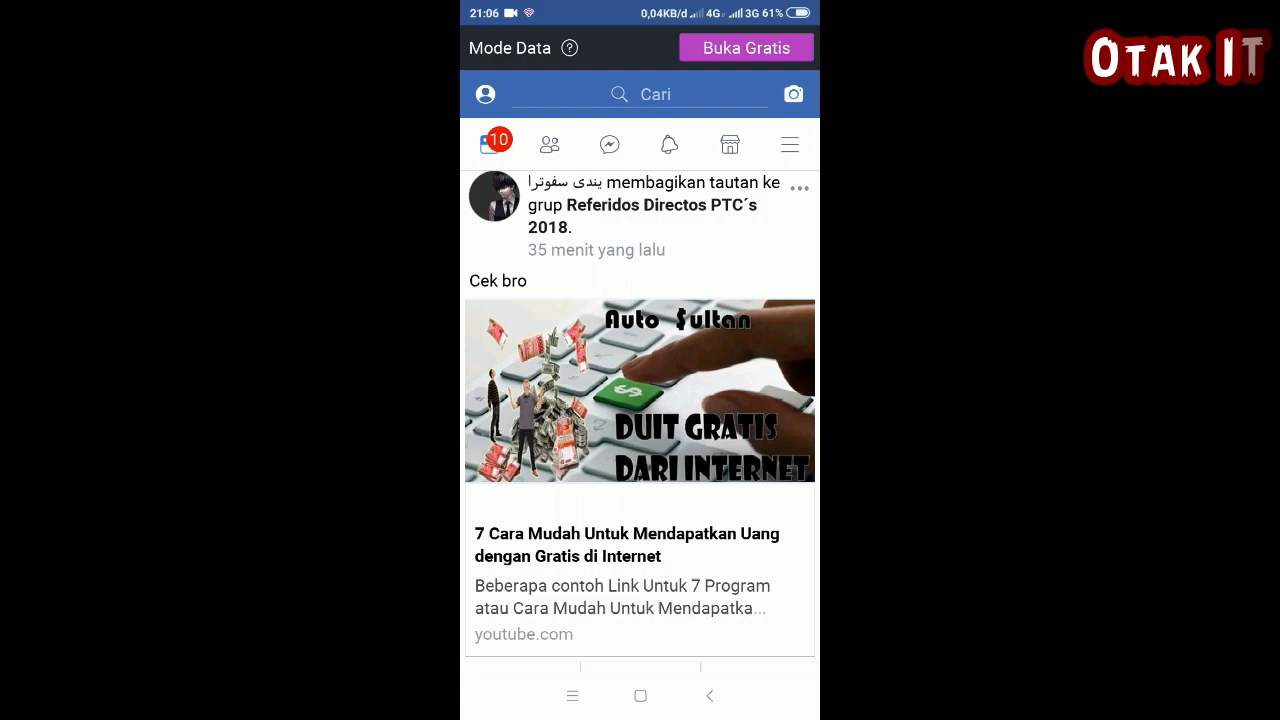 21:06
0,04KB/d 4G 3G 61%
Mode Data ?
Buka Gratis
Cari
10
يندى سفوترا membagikan tautan ke
grup Referidos Directos PTC´s
2018.
35 menit yang lalu
Cek bro
Auto Sultan
DUIT GRATIS
DARI INTERNET
7 Cara Mudah Untuk Mendapatkan Uang
dengan Gratis di Internet
Beberapa contoh Link Untuk 7 Program
atau Cara Mudah Untuk Mendapatka...
youtube.com
OTAK IT